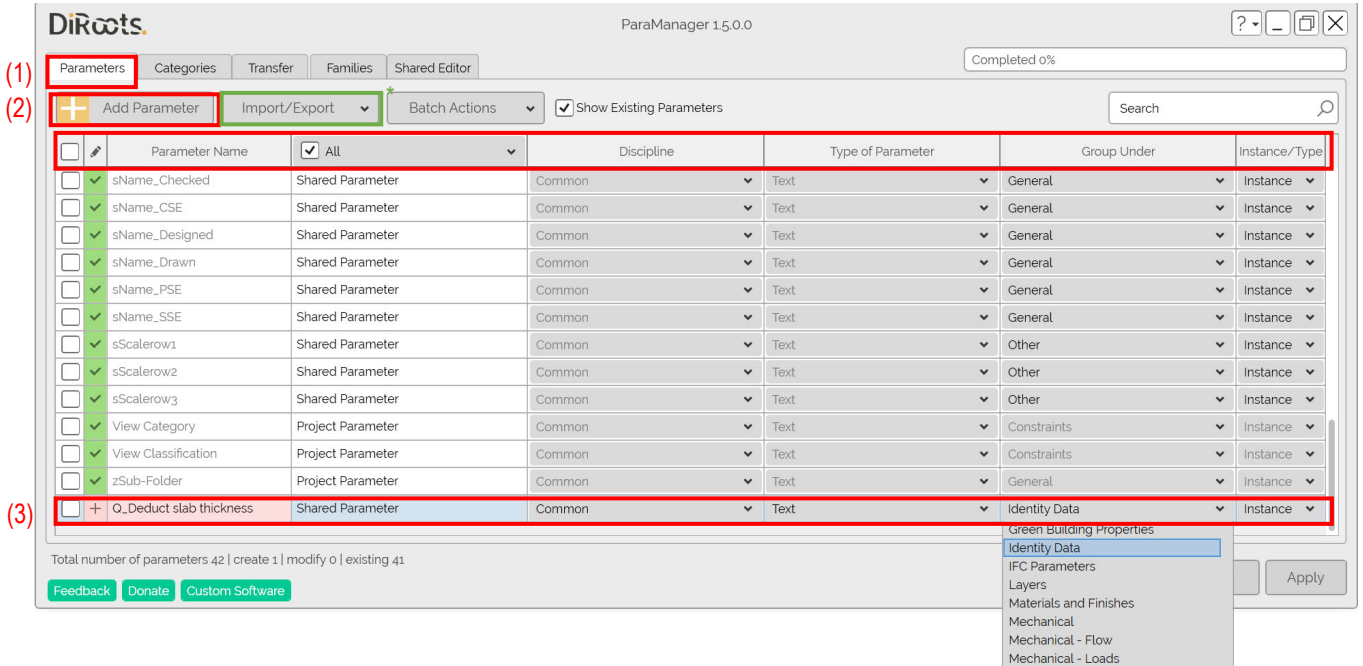 DiRoots.
ParaManager 1.5.0.0
?
(1)
Parameters Categories Transfer Families Shared Editor
Completed 0%
(2)
Add Parameter Import/Export * Batch Actions Show Existing Parameters Search
Parameter Name All Discipline Type of Parameter Group Under Instance/Type
sName_Checked Shared Parameter Common Text General Instance
sName_CSE Shared Parameter Common Text General Instance
sName_Designed Shared Parameter Common Text General Instance
sName_Drawn Shared Parameter Common Text General Instance
sName_PSE Shared Parameter Common Text General Instance
sName_SSE Shared Parameter Common Text General Instance
sScalerow1 Shared Parameter Common Text Other Instance
sScalerow2 Shared Parameter Common Text Other Instance
sScalerow3 Shared Parameter Common Text Other Instance
View Category Project Parameter Common Text Constraints Instance
View Classification Project Parameter Common Text Constraints Instance
zSub-Folder Project Parameter Common Text General Instance
(3) + Q_Deduct slab thickness Shared Parameter Common Text Identity Data Instance
Green Building Properties
Identity Data
IFC Parameters
Layers
Materials and Finishes
Mechanical
Mechanical - Flow
Mechanical - Loads
Total number of parameters 42 | create 1 | modify 0 | existing 41
Feedback Donate Custom Software
Apply